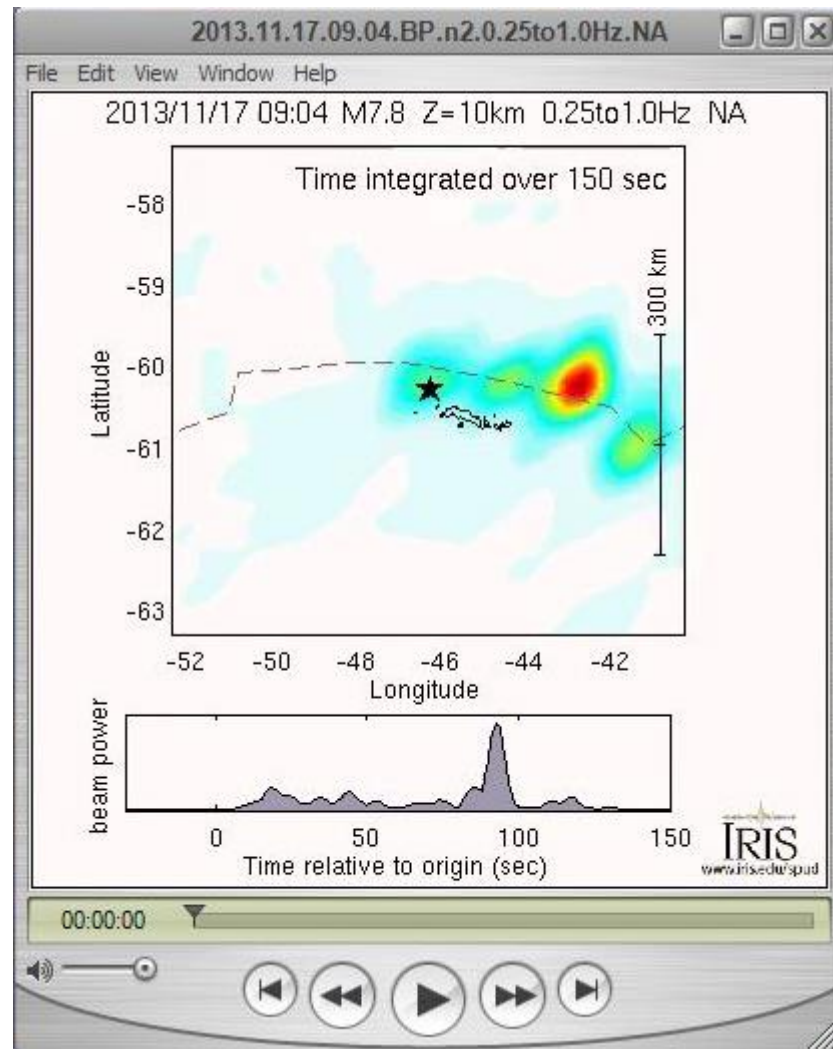 2013.11.17.09.04.BP.n2.0.25to1.0Hz.NA
File Edit View Window Help
2013/11/17 09:04 M7.8 Z=10km 0.25to1.0Hz NA
Time integrated over 150 sec
-58
-59
-60
-61
-62
-63
Latitude
300 km
-52 -50 -48 -46 -44 -42
Longitude
beam power
0 50 100 150
Time relative to origin (sec)
IRIS
www.iris.edu/spud
00:00:00